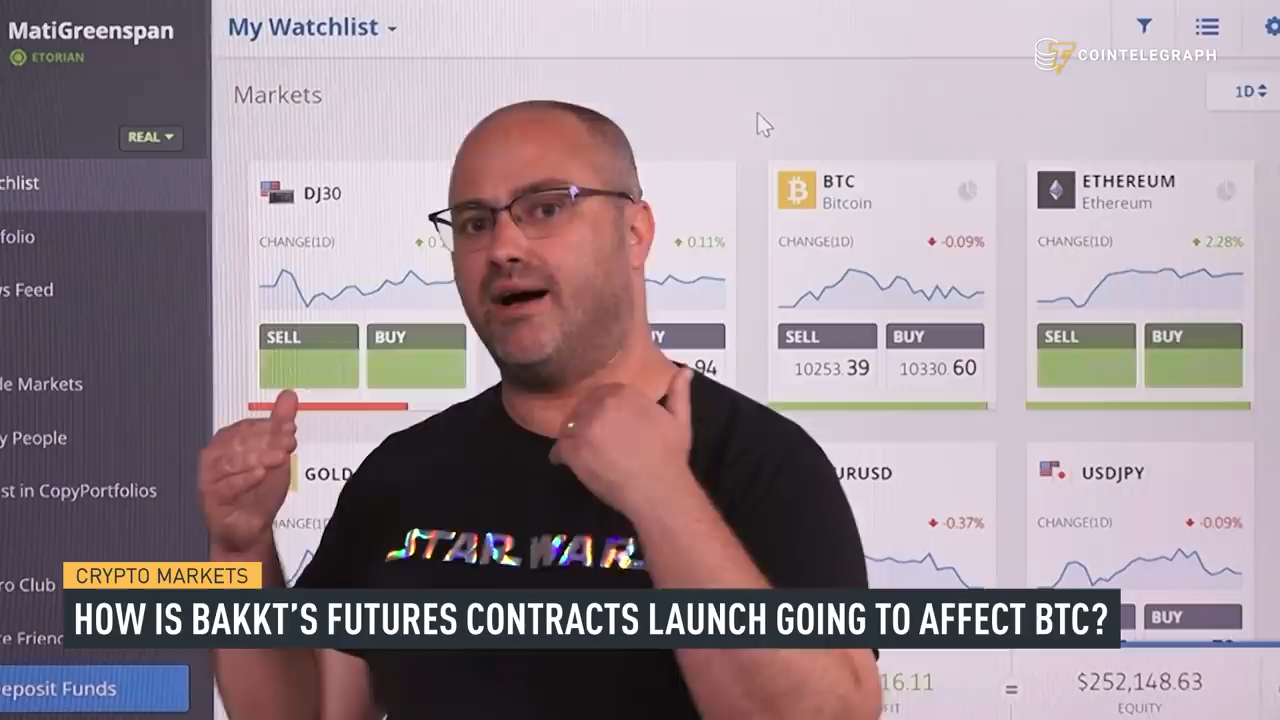 MatiGreenspan
ETORIAN
REAL
My Watchlist
COINTELEGRAPH
Markets
1D
DJ30
CHANGE(1D)
SELL
BUY
0.11%
94
BTC
Bitcoin
CHANGE(1D)
-0.09%
SELL
BUY
10253.39
10330.60
ETHEREUM
Ethereum
CHANGE(1D)
2.28%
SELL
BUY
GOLD
-0.37%
USDJPY
CHANGE(1D)
-0.09%
BUY
chlist
folio
s Feed
le Markets
y People
st in CopyPortfolios
ro Club
re Frien
eposit Funds
STAR WARS
CRYPTO MARKETS
HOW IS BAKKT'S FUTURES CONTRACTS LAUNCH GOING TO AFFECT BTC?
16.11
=
$252,148.63
EQUITY